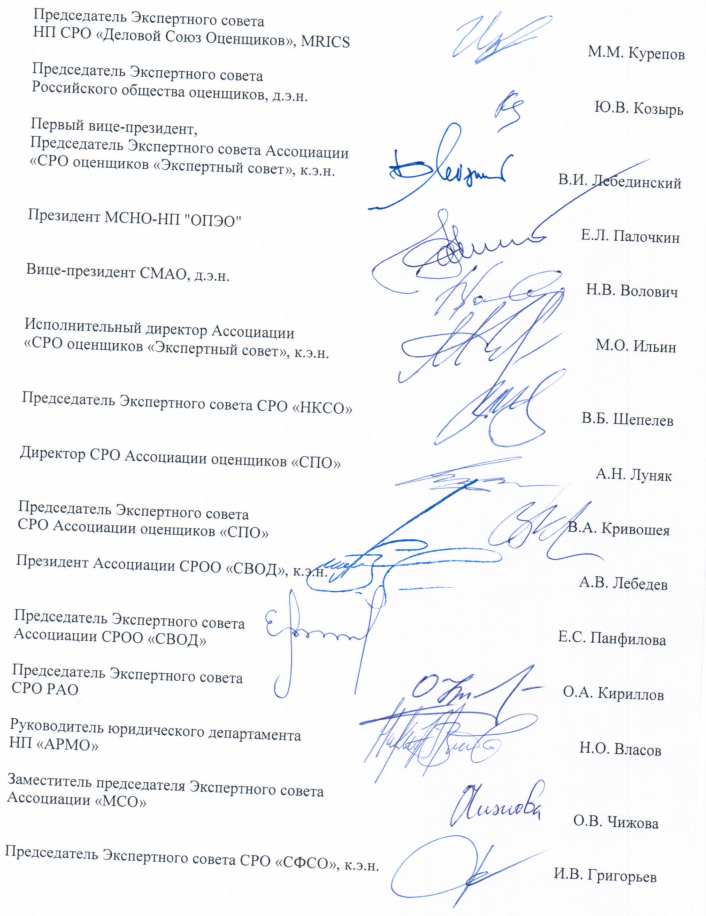 Председатель Экспертного совета
НП СРО «Деловой Союз Оценщиков», MRICS
М.М. Курепов
Председатель Экспертного совета
Российского общества оценщиков, д.э.н.
Ю.В. Козырь
Первый вице-президент,
Председатель Экспертного совета Ассоциации
«СРО оценщиков «Экспертный совет», к.э.н.
В.И. Лебединский
Президент МСНО-НП "ОПЭО"
Е.Л. Палочкин
Вице-президент СМАО, д.э.н.
Н.В. Волович
Исполнительный директор Ассоциации
«СРО оценщиков «Экспертный совет», к.э.н.
М.О. Ильин
Председатель Экспертного совета СРО «НКСО»
В.Б. Шепелев
Директор СРО Ассоциации оценщиков «СПО»
А.Н. Луняк
Председатель Экспертного совета
СРО Ассоциации оценщиков «СПО»
В.А. Кривошея
Президент Ассоциации СРОО «СВОД», к.э.н.
А.В. Лебедев
Председатель Экспертного совета
Ассоциации СРОО «СВОД»
Е.С. Панфилова
Председатель Экспертного совета
СРО РАО
О.А. Кириллов
Руководитель юридического департамента
НП «АРМО»
Н.О. Власов
Заместитель председателя Экспертного совета
Ассоциации «МСО»
Чижова
О.В. Чижова
Председатель Экспертного совета СРО «СФСО», к.э.н.
И.В. Григорьев